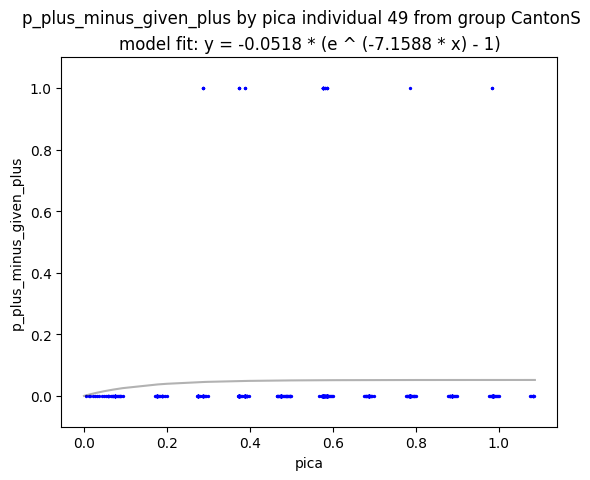 p_plus_minus_given_plus by pica individual 49 from group CantonS
model fit: y = -0.0518 * (e ^ (-7.1588 * x) - 1)
p_plus_minus_given_plus
1.0
0.8
0.6
0.4
0.2
0.0
0.0 0.2 0.4 0.6 0.8 1.0
pica